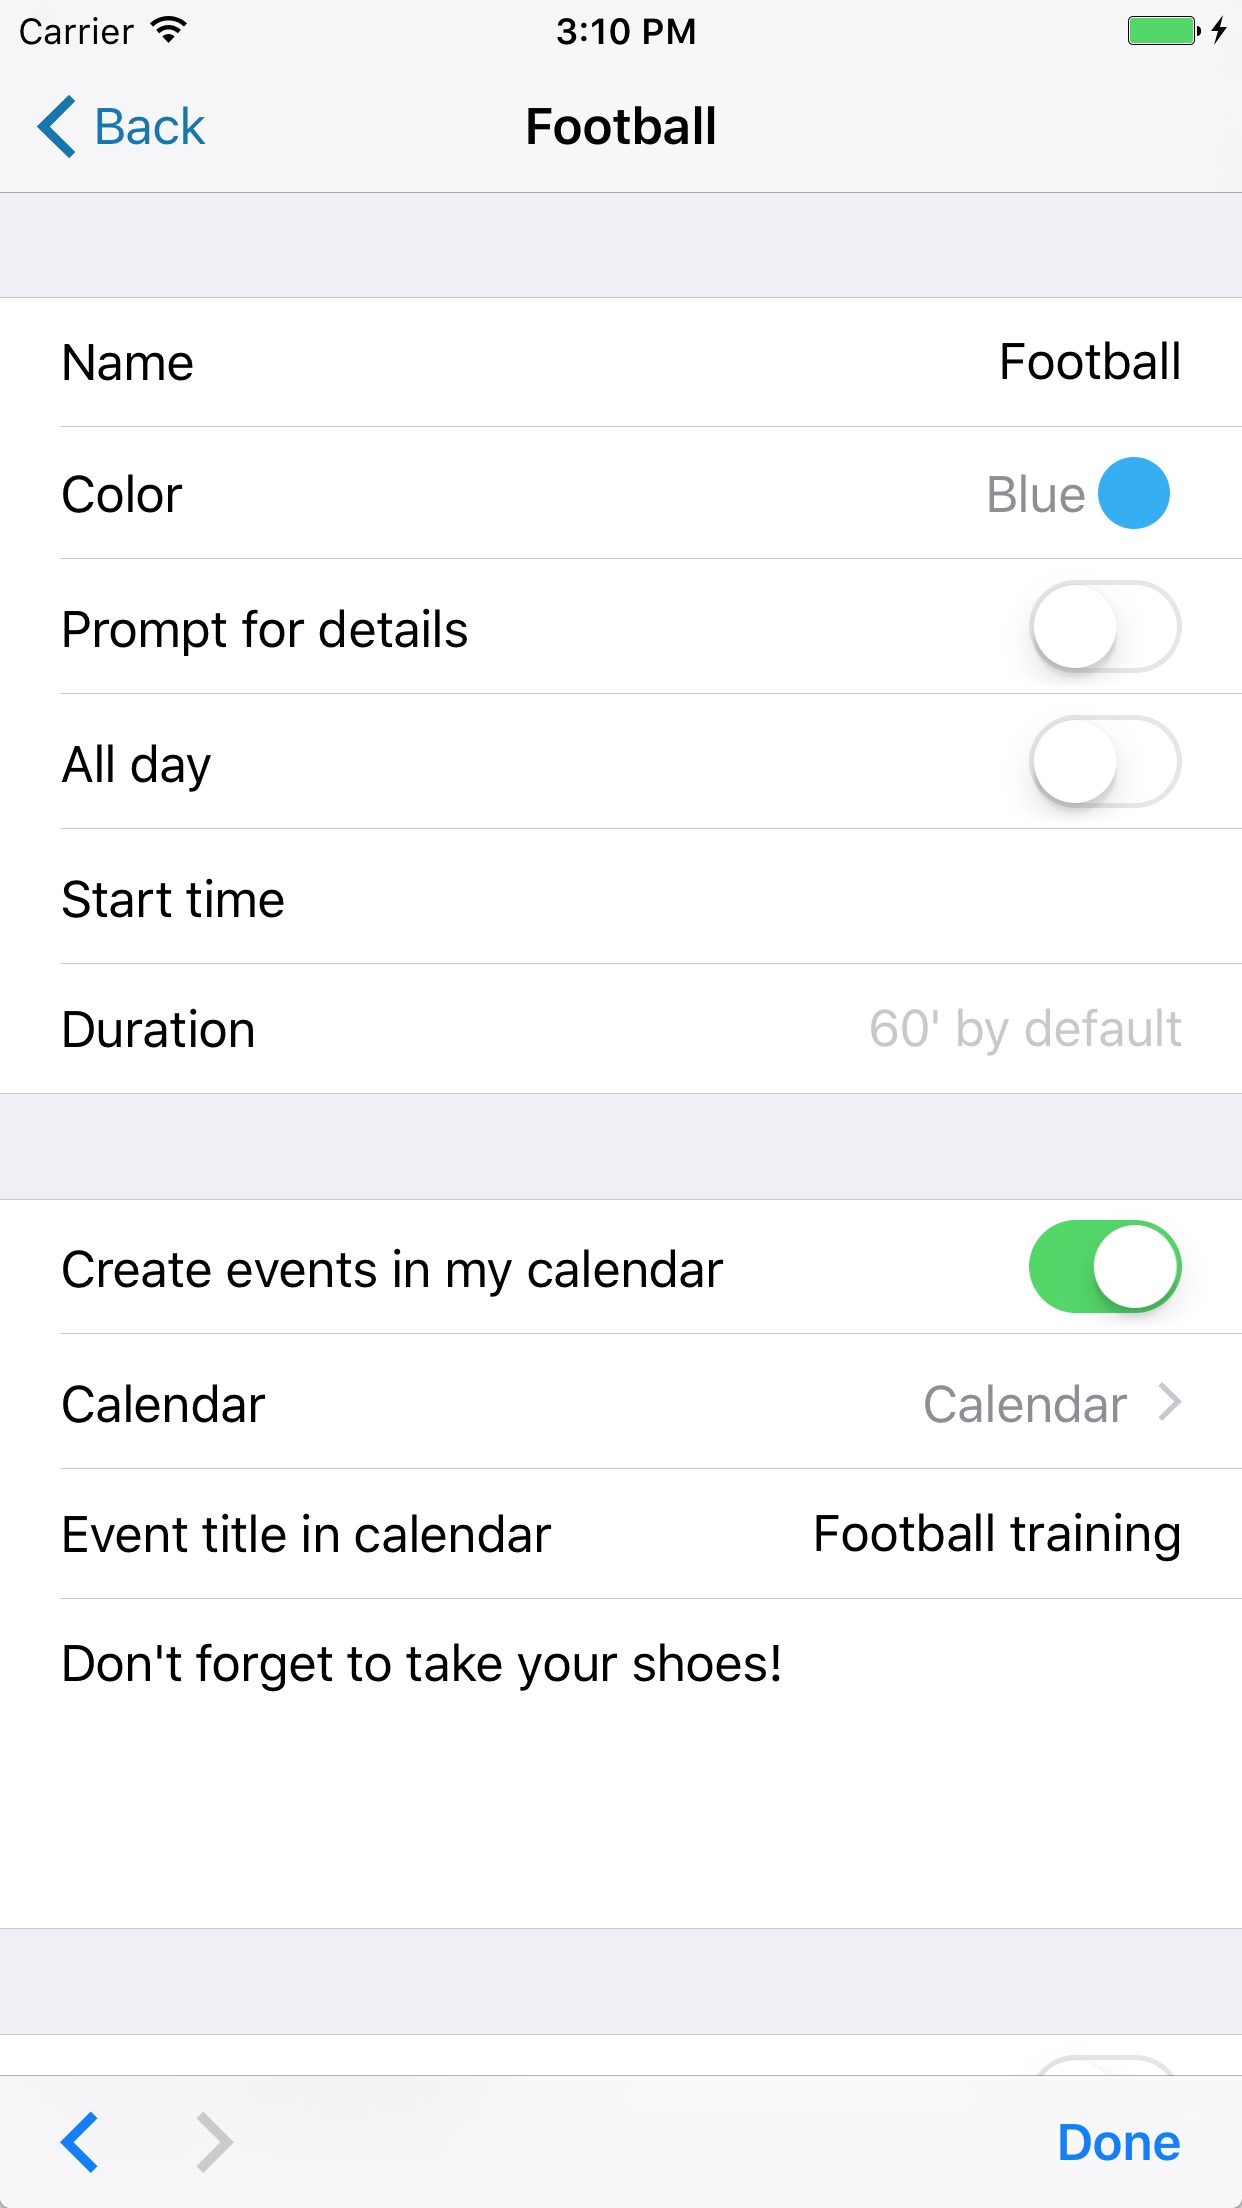 Carrier 3:10 PM
Back Football
Name Football
Color Blue
Prompt for details
All day
Start time
Duration 60' by default
Create events in my calendar
Calendar Calendar
Event title in calendar Football training
Don't forget to take your shoes!
Done